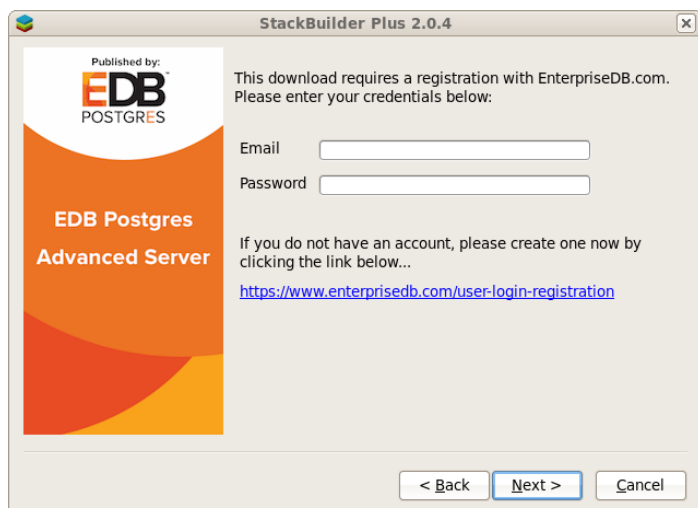 StackBuilder Plus 2.0.4
Published by:
EDB
POSTGRES
EDB Postgres
Advanced Server
This download requires a registration with EnterpriseDB.com.
Please enter your credentials below:
Email
Password
If you do not have an account, please create one now by
clicking the link below...
https://www.enterprisedb.com/user-login-registration
< Back
Next >
Cancel